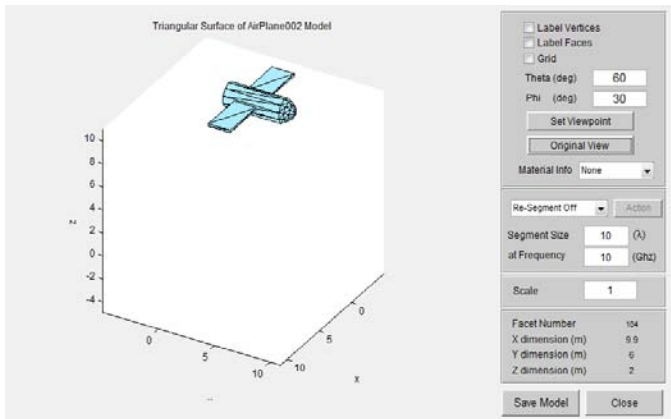 Triangular Surface of AirPlane002 Model
10
8
6
4
2
0
-2
-4
z
0
5
10
10
5
0
x
Label Vertices
Label Faces
Grid
Theta (deg) 60
Phi (deg) 30
Set Viewpoint
Original View
Material Info None
Re-Segment Off Action
Segment Size 10 (λ)
at Frequency 10 (Ghz)
Scale 1
Facet Number 104
X dimension (m) 9.9
Y dimension (m) 6
Z dimension (m) 2
Save Model Close